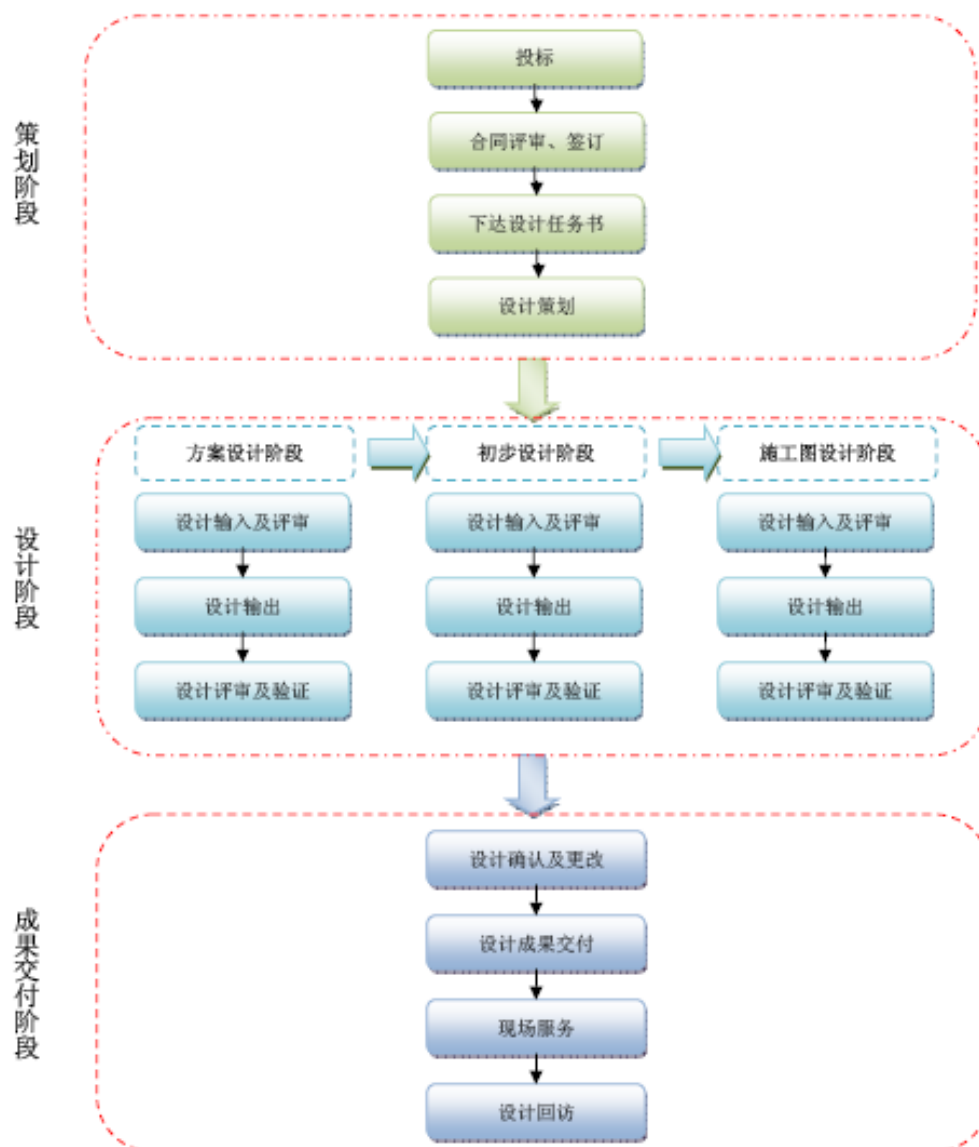 策划阶段
投标
合同评审、签订
下达设计任务书
设计策划
设计阶段
方案设计阶段
初步设计阶段
施工图设计阶段
设计输入及评审
设计输入及评审
设计输入及评审
设计输出
设计输出
设计输出
设计评审及验证
设计评审及验证
设计评审及验证
成果交付阶段
设计确认及更改
设计成果交付
现场服务
设计回访